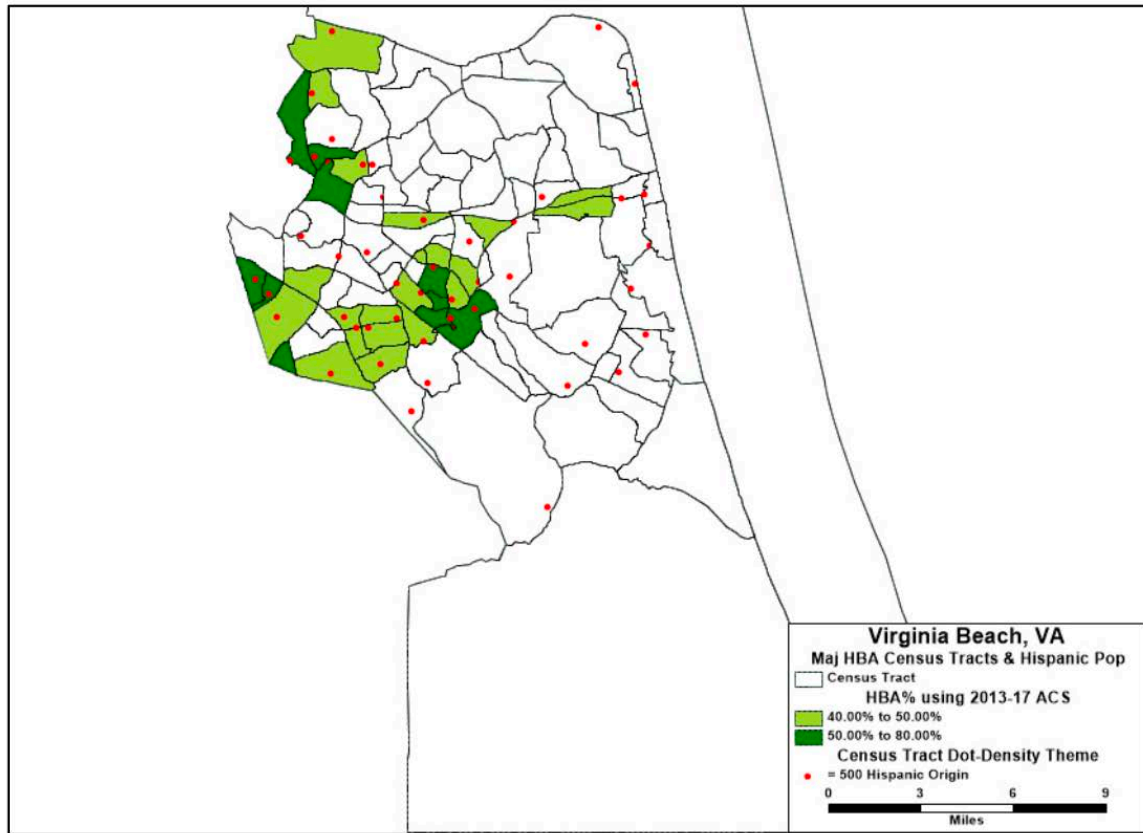 Virginia Beach, VA
Maj HBA Census Tracts & Hispanic Pop
Census Tract
HBA% using 2013-17 ACS
40.00% to 50.00%
50.00% to 80.00%
Census Tract Dot-Density Theme
= 500 Hispanic Origin
0 3 6 9
Miles